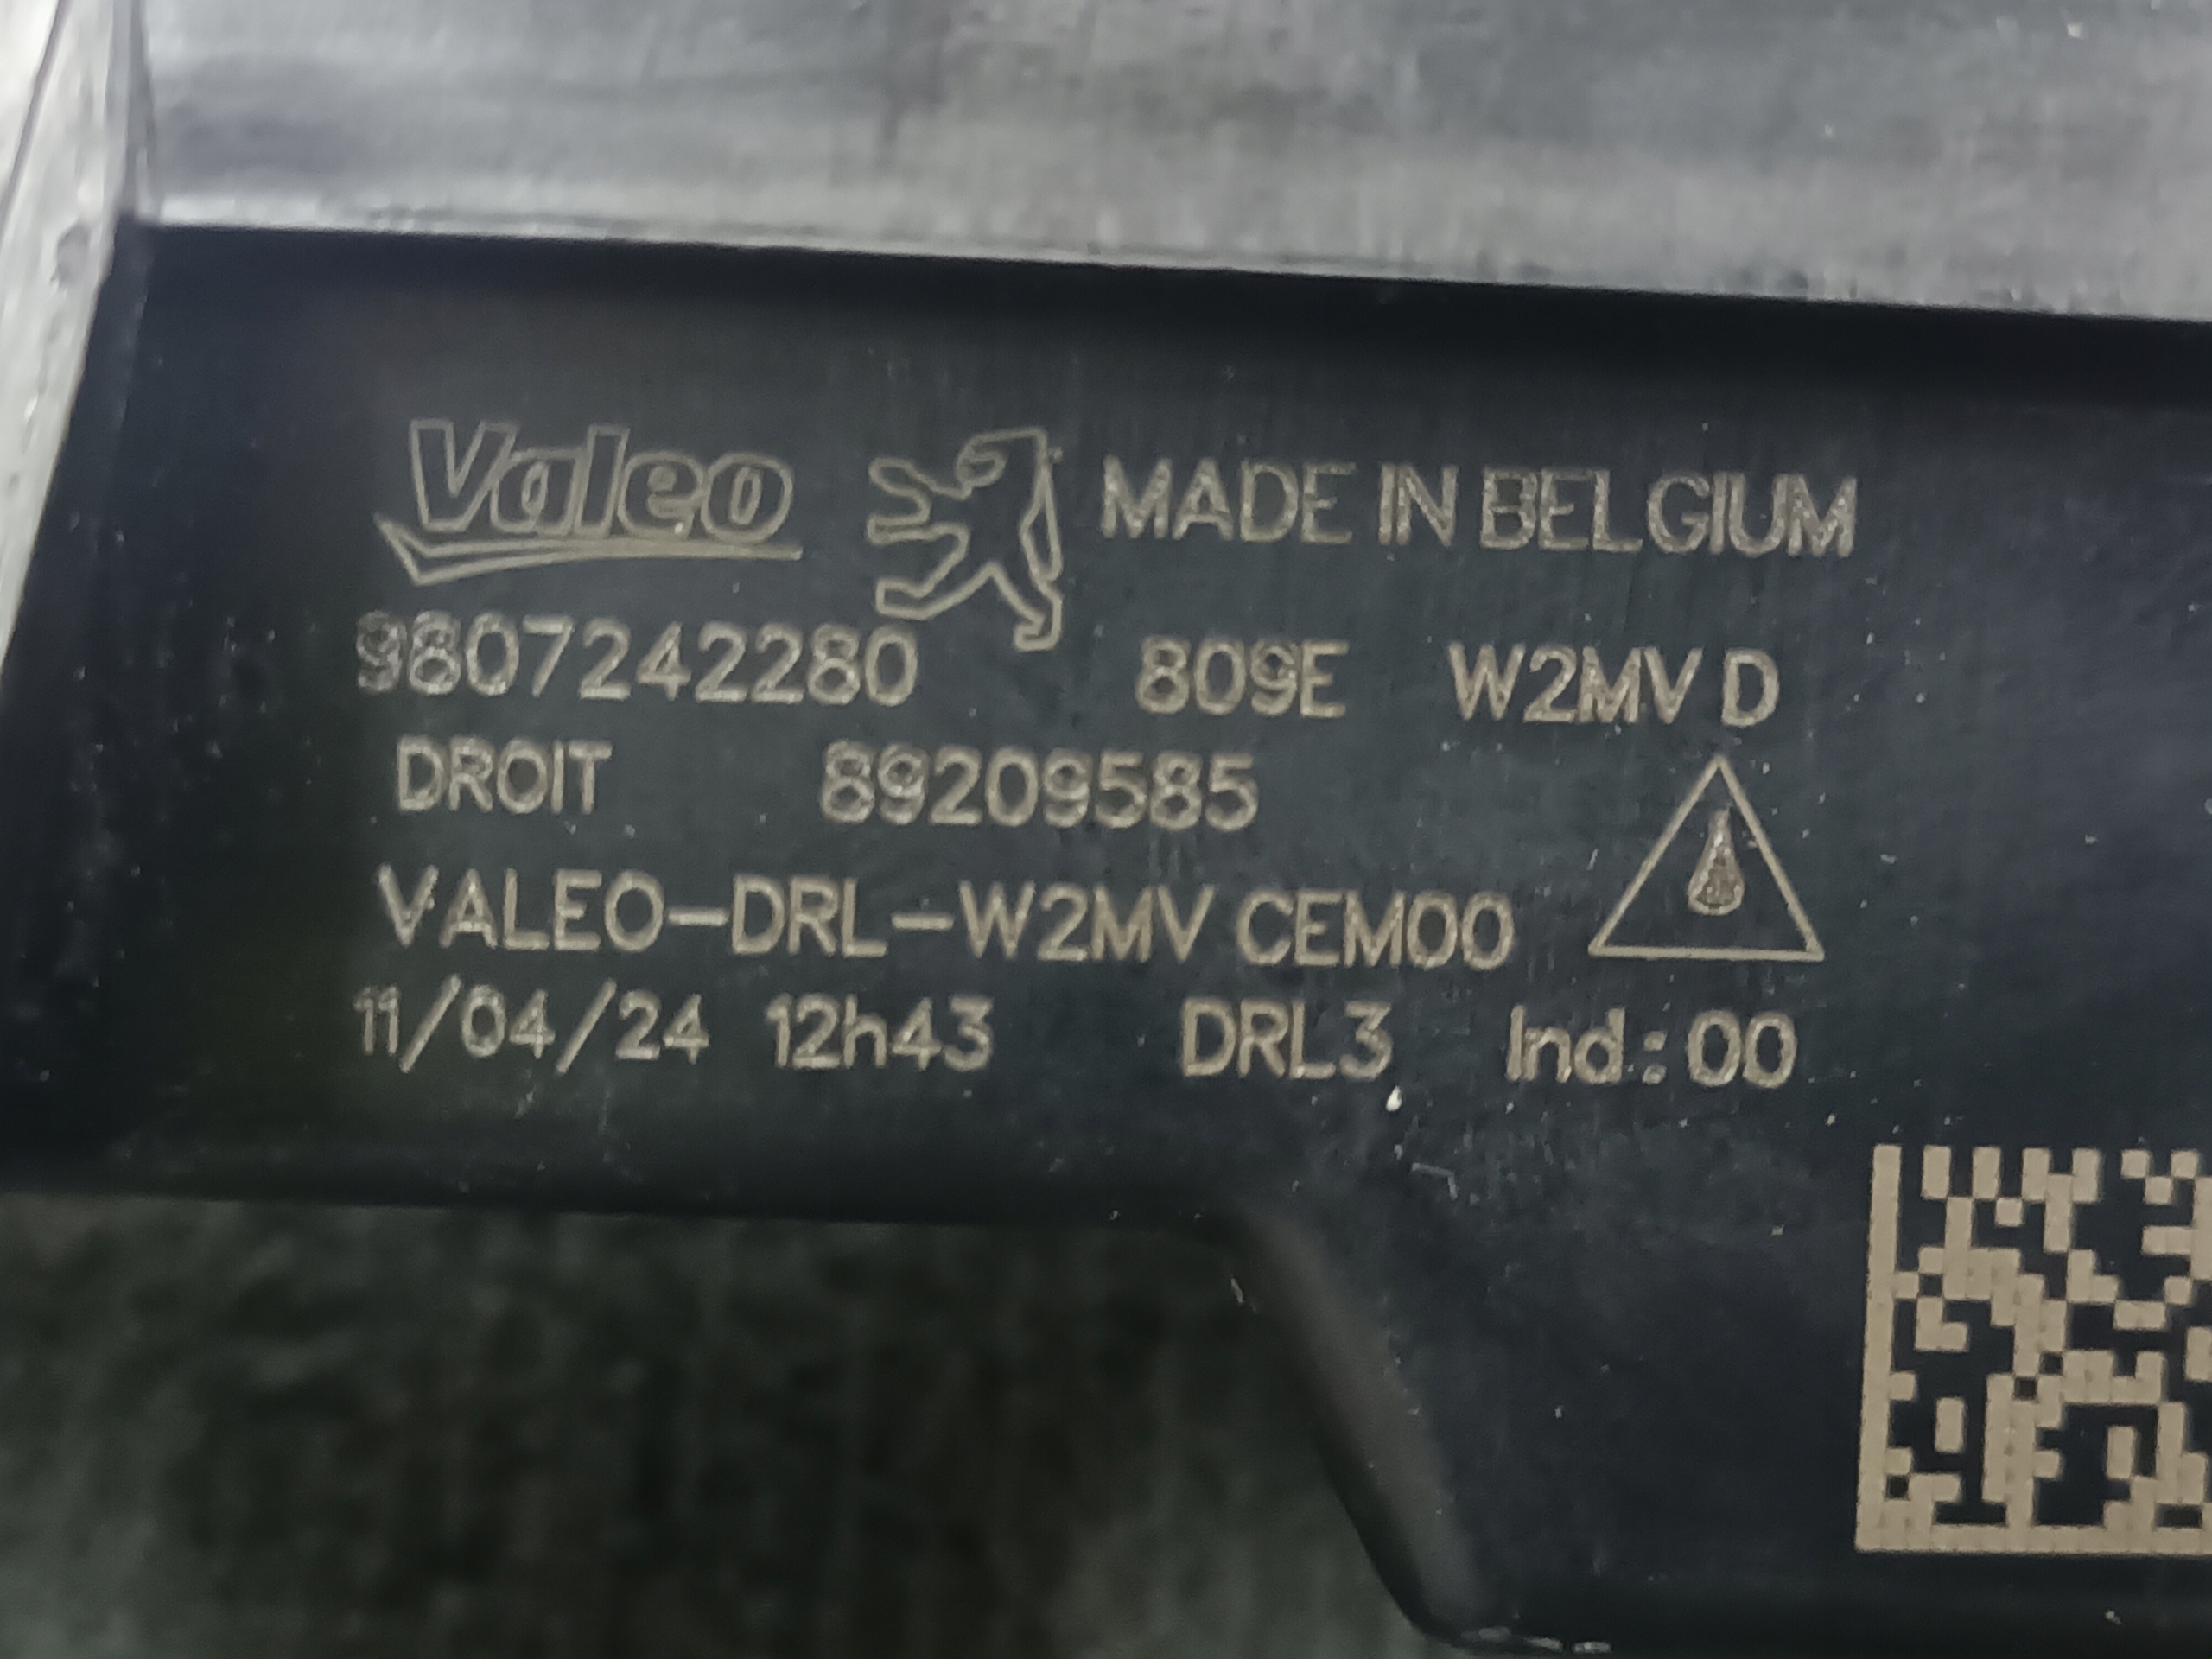 Valeo MADE IN BELGIUM
9807242280 809E W2MV D
DROIT 89209585
VALEO-DRL-W2MV CEM00
11/04/24 12h43 DRL3 Ind:00